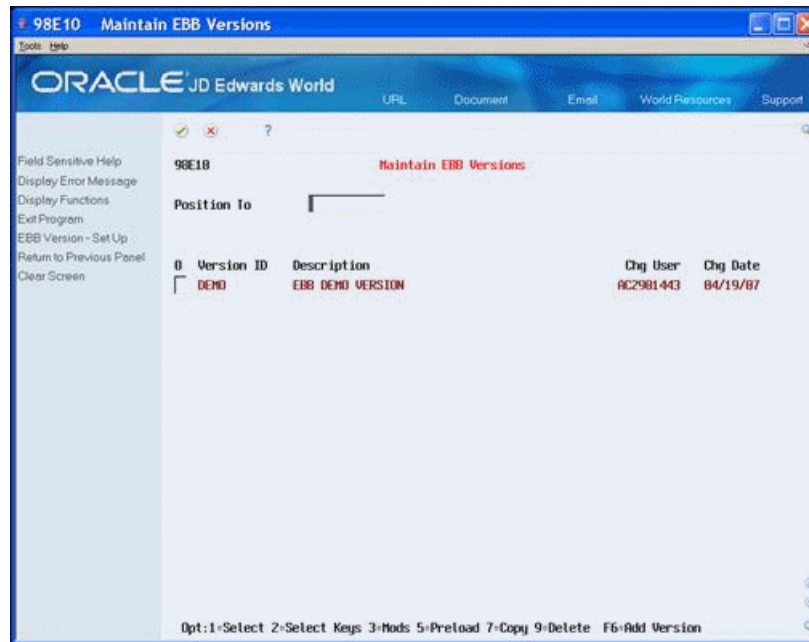 98E10 Maintain EBB Versions
Tools Help
ORACLE JD Edwards World
URL Document Email World Resources Support
?
Field Sensitive Help
Display Error Message
Display Functions
Exit Program
EBB Version - Set Up
Return to Previous Panel
Clear Screen
98E10 Maintain EBB Versions
Position To
O Version ID Description Chg User Chg Date
DEMO EBB DEMO VERSION AC2901443 04/19/07
Opt:1=Select 2=Select Keys 3=Mods 5=Preload 7=Copy 9=Delete F6=Add Version